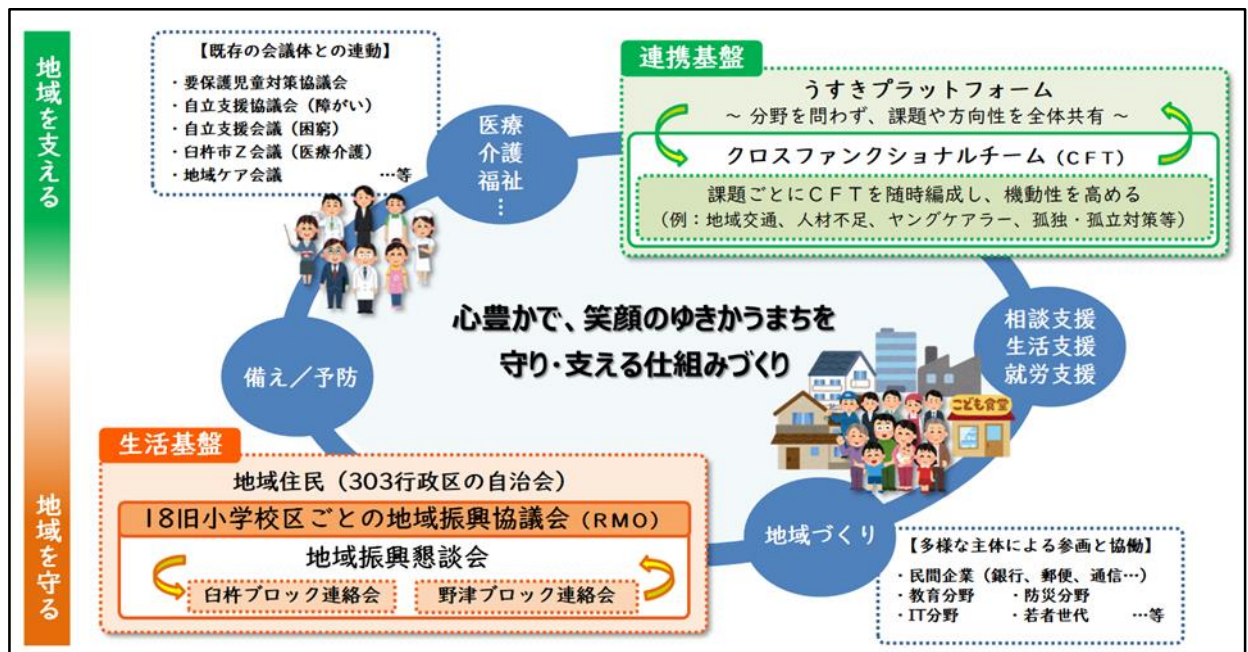 地域を支える
地域を守る
【既存の会議体との連動】
・要保護児童対策協議会
・自立支援協議会（障がい）
・自立支援会議（困窮）
・臼杵市Ｚ会議（医療介護）
・地域ケア会議　…等
医療
介護
福祉
…
連携基盤
うすきプラットフォーム
～ 分野を問わず、課題や方向性を全体共有 ～
クロスファンクショナルチーム（ＣＦＴ）
課題ごとにＣＦＴを随時編成し、機動性を高める
（例：地域交通、人材不足、ヤングケアラー、孤独・孤立対策等）
心豊かで、笑顔のゆきかうまちを
守り・支える仕組みづくり
備え／予防
相談支援
生活支援
就労支援
こども食堂
生活基盤
地域住民（303行政区の自治会）
18旧小学校区ごとの地域振興協議会（ＲＭＯ）
地域振興懇談会
臼杵ブロック連絡会　野津ブロック連絡会
地域づくり
【多様な主体による参画と協働】
・民間企業（銀行、郵便、通信…）
・教育分野　・防災分野
・IT分野　・若者世代　…等